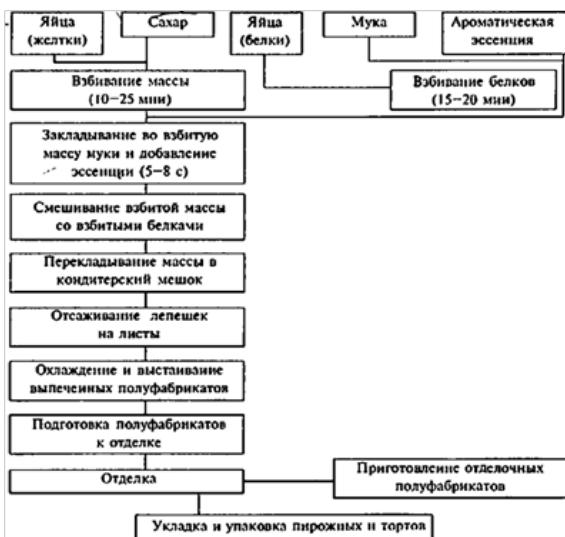 Яйца
(желтки)
Сахар
Яйца
(белки)
Мука
Ароматическая
эссенция
Взбивание массы
(10−25 мин)
Взбивание белков
(15−20 мин)
Закладывание во взбитую
массу муки и добавление
эссенции (5−8 с)
Смешивание взбитой массы
со взбитыми белками
Перекладывание массы в
кондитерский мешок
Отсаживание лепешек
на листы
Охлаждение и выстаивание
выпеченных полуфабрикатов
Подготовка полуфабрикатов
к отделке
Отделка
Приготовление отделочных
полуфабрикатов
Укладка и упаковка пирожных и тортов